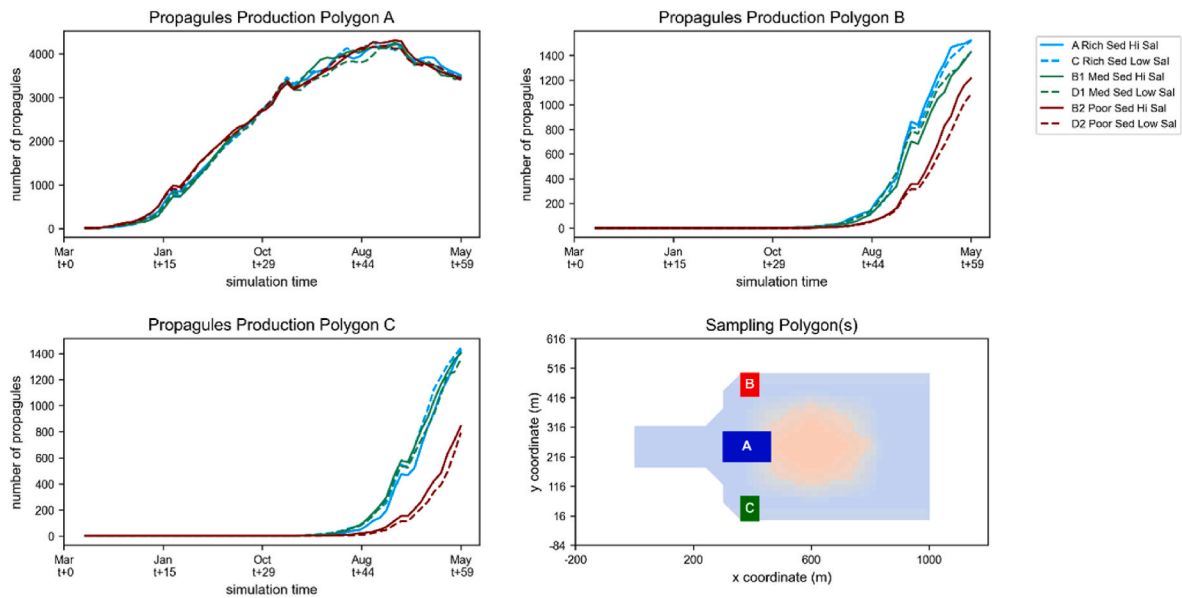 Propagules Production Polygon A
number of propagules
4000
3000
2000
1000
0
Mar
t+0
Jan
t+15
Oct
t+29
Aug
t+44
May
t+59
simulation time
Propagules Production Polygon B
number of propagules
1400
1200
1000
800
600
400
200
0
Mar
t+0
Jan
t+15
Oct
t+29
Aug
t+44
May
t+59
simulation time
A Rich Sed Hi Sal
C Rich Sed Low Sal
B1 Med Sed Hi Sal
D1 Med Sed Low Sal
B2 Poor Sed Hi Sal
D2 Poor Sed Low Sal
Propagules Production Polygon C
number of propagules
1400
1200
1000
800
600
400
200
0
Mar
t+0
Jan
t+15
Oct
t+29
Aug
t+44
May
t+59
simulation time
Sampling Polygon(s)
y coordinate (m)
616
516
416
316
216
116
16
-84
B
A
C
-200
200
600
1000
x coordinate (m)